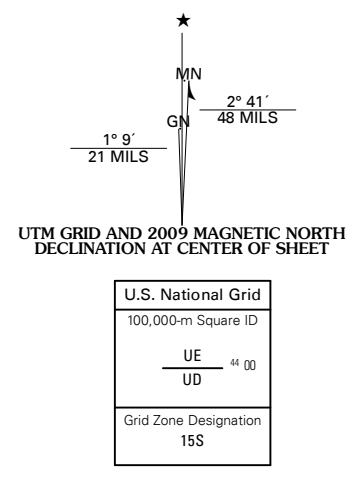 ★
MN
GN
2° 41´
48 MILS
1° 9´
21 MILS
UTM GRID AND 2009 MAGNETIC NORTH
DECLINATION AT CENTER OF SHEET
U.S. National Grid
100,000-m Square ID
UE
44 00
UD
Grid Zone Designation
15S